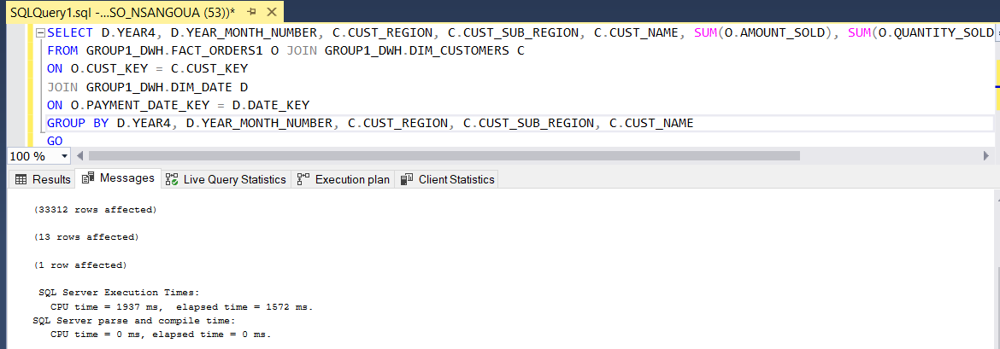 SQLQuery1.sql -...SO_NSANGOUA (53))*
SELECT D.YEAR4, D.YEAR_MONTH_NUMBER, C.CUST_REGION, C.CUST_SUB_REGION, C.CUST_NAME, SUM(O.AMOUNT_SOLD), SUM(O.QUANTITY_SOLD
FROM GROUP1_DWH.FACT_ORDERS1 O JOIN GROUP1_DWH.DIM_CUSTOMERS C
ON O.CUST_KEY = C.CUST_KEY
JOIN GROUP1_DWH.DIM_DATE D
ON O.PAYMENT_DATE_KEY = D.DATE_KEY
GROUP BY D.YEAR4, D.YEAR_MONTH_NUMBER, C.CUST_REGION, C.CUST_SUB_REGION, C.CUST_NAME
GO
100 %
Results Messages Live Query Statistics Execution plan Client Statistics
(33312 rows affected)
(13 rows affected)
(1 row affected)
SQL Server Execution Times:
CPU time = 1937 ms, elapsed time = 1572 ms.
SQL Server parse and compile time:
CPU time = 0 ms, elapsed time = 0 ms.